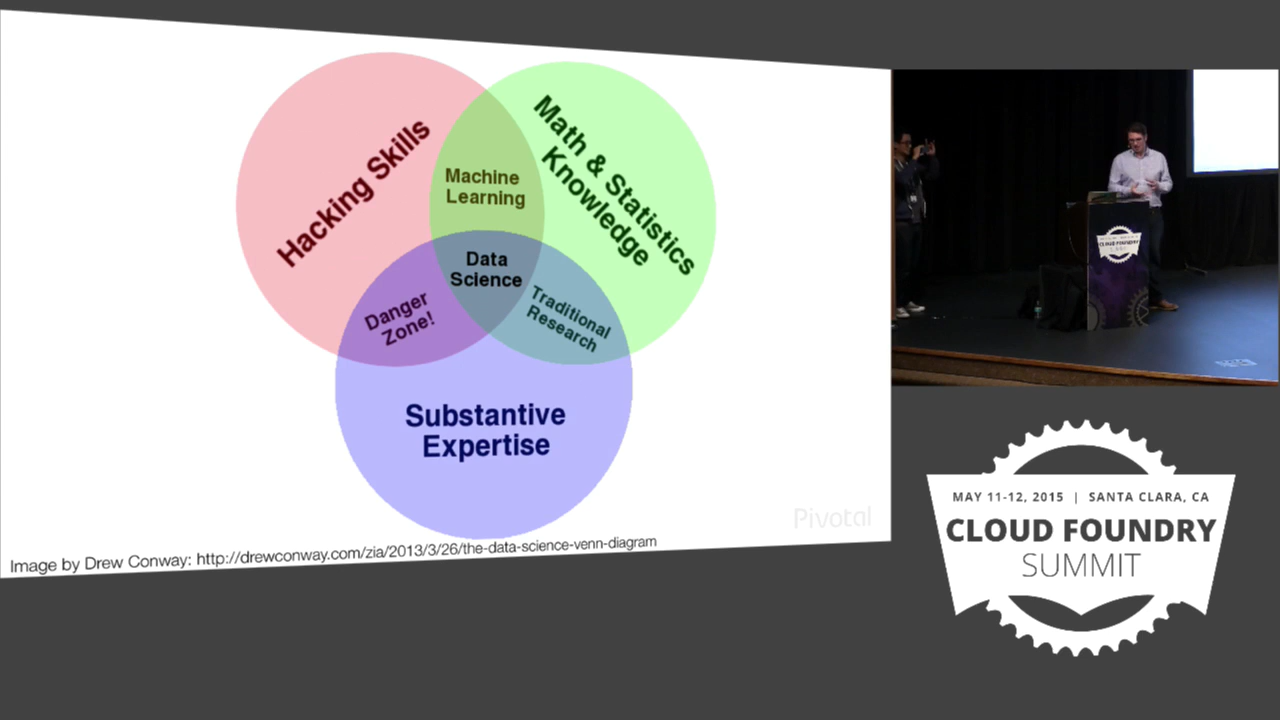 Hacking Skills
Math & Statistics
Knowledge
Machine
Learning
Data
Science
Danger
Zone!
Traditional
Research
Substantive
Expertise
Pivotal
Image by Drew Conway: http://drewconway.com/zia/2013/3/26/the-data-science-venn-diagram
CLOUD FOUNDRY
MAY 11-12, 2015 | SANTA CLARA, CA
CLOUD FOUNDRY
SUMMIT